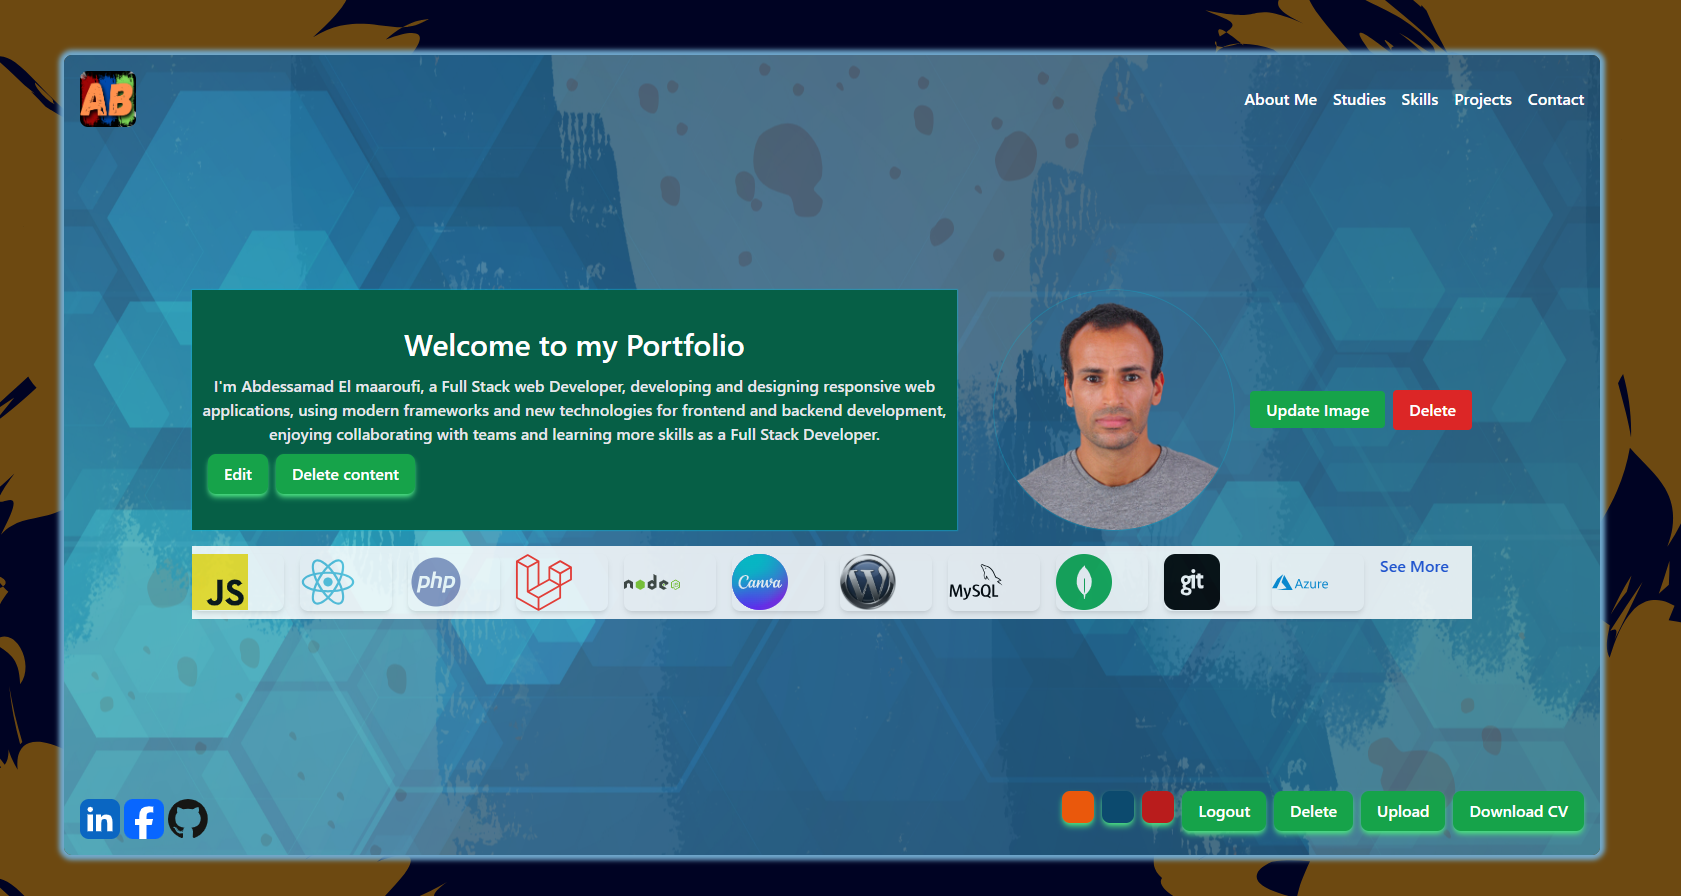 AB
About Me Studies Skills Projects Contact
Welcome to my Portfolio
I'm Abdessamad El maaroufi, a Full Stack web Developer, developing and designing responsive web
applications, using modern frameworks and new technologies for frontend and backend development,
enjoying collaborating with teams and learning more skills as a Full Stack Developer.
Edit Delete content
Update Image Delete
JS php node JS Canva W MySQL git Azure See More
in f
Logout Delete Upload Download CV